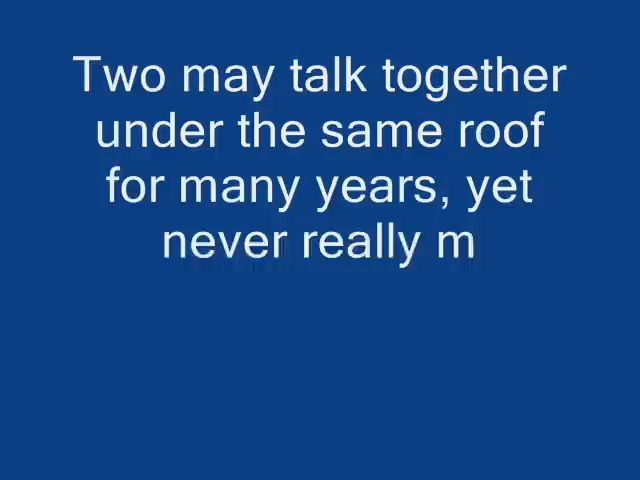 Two may talk together
under the same roof
for many years, yet
never really m